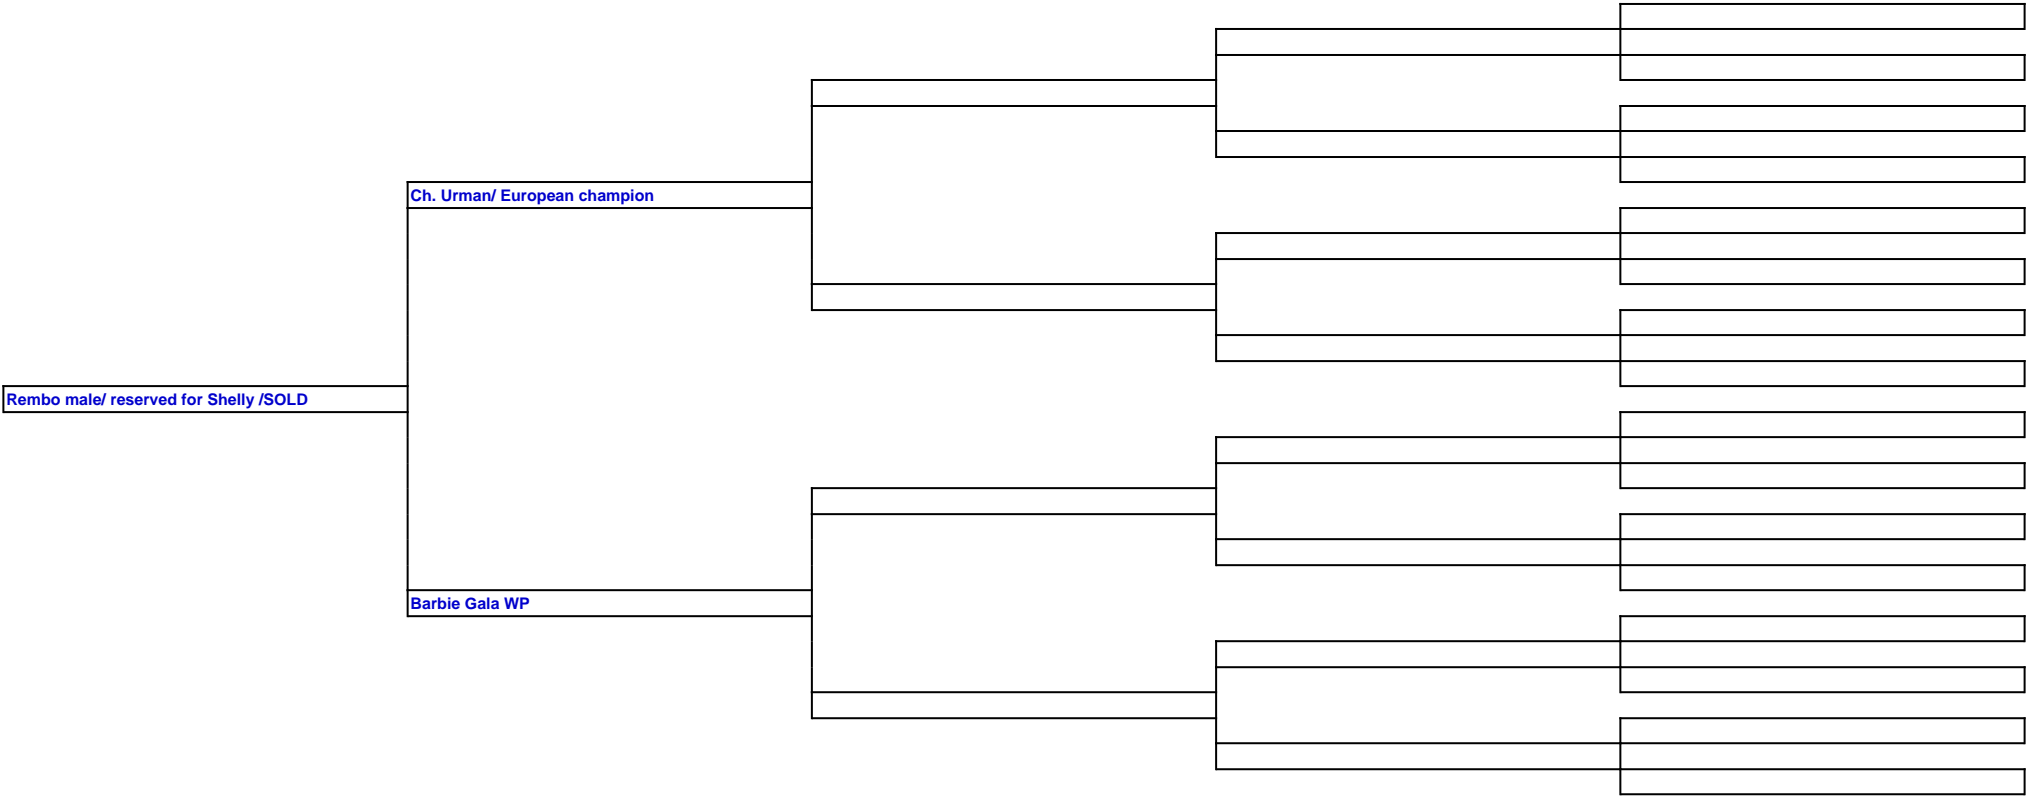 Ch. Urman/ European champion
Rembo male/ reserved for Shelly /SOLD
Barbie Gala WP